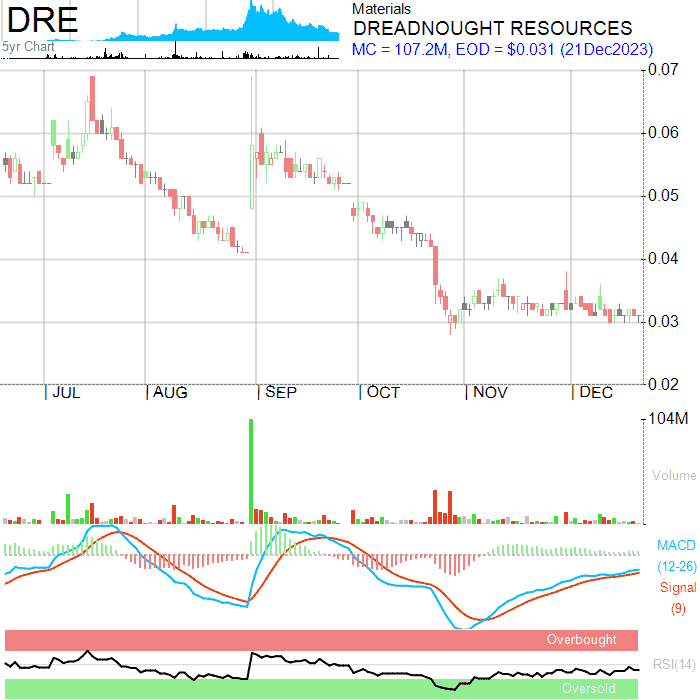 DRE
5yr Chart
Materials
DREADNOUGHT RESOURCES
MC = 107.2M, EOD = $0.031 (21Dec2023)
0.07
0.06
0.05
0.04
0.03
0.02
JUL AUG SEP OCT NOV DEC
104M
Volume
MACD
(12-26)
Signal
(9)
Overbought
RSI(14)
Oversold